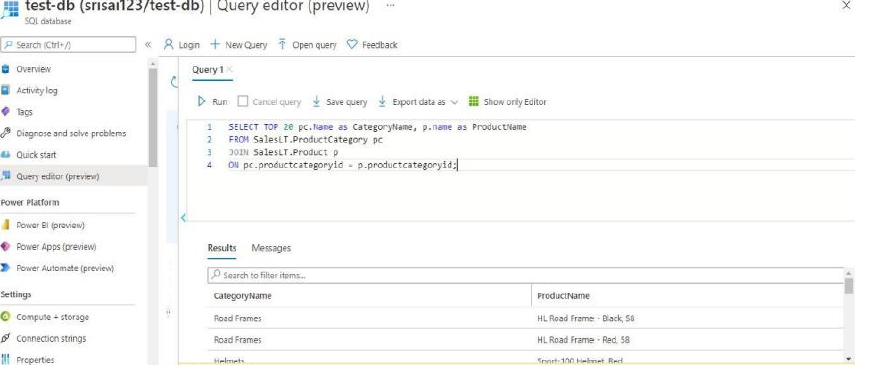 test-db (srisai123/test-db) | Query editor (preview) ...
SQL database
Search (Ctrl+/)
Login
New Query
Open query
Feedback
Overview
Activity log
Tags
Diagnose and solve problems
Quick start
Query editor (preview)
Power Platform
Power BI (preview)
Power Apps (preview)
Power Automate (preview)
Settings
Compute + storage
Connection strings
Properties
Query 1
Run
Cancel query
Save query
Export data as
Show only Editor
1 SELECT TOP 20 pc.Name as CategoryName, p.name as ProductName
2 FROM SalesLT.ProductCategory pc
3 JOIN SalesLT.Product p
4 ON pc.productcategoryid = p.productcategoryid;
Results Messages
Search to filter items...
CategoryName ProductName
Road Frames HL Road Frame - Black, 58
Road Frames HL Road Frame - Red, 58
Helmets Sport-100 Helmet, Red